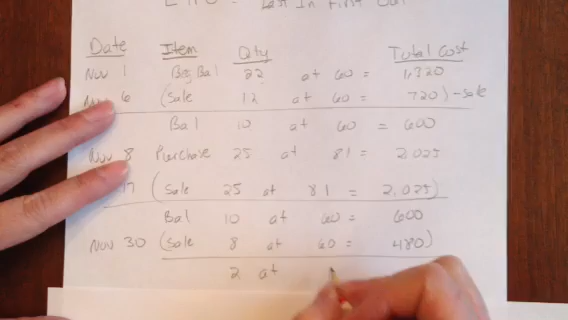 LIFO = Last In First Out
Date Item Qty Total Cost
Nov 1 Beg Bal 22 at 60 = 1,320
Nov 6 (Sale 12 at 60 = 720) - sale
Bal 10 at 60 = 600
Nov 8 Purchase 25 at 81 = 2,025
17 (Sale 25 at 81 = 2,025)
Bal 10 at 60 = 600
Nov 30 (Sale 8 at 60 = 480)
2 at